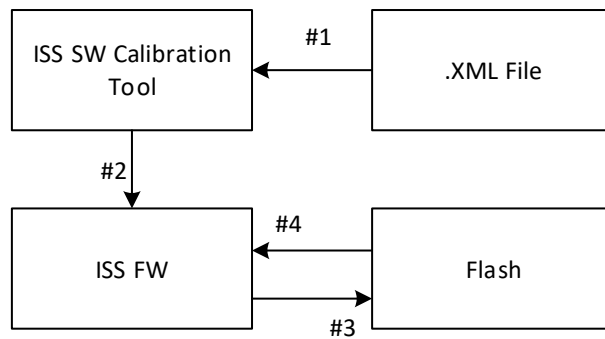 #1
ISS SW Calibration
Tool
.XML File
#2
#4
ISS FW
Flash
#3